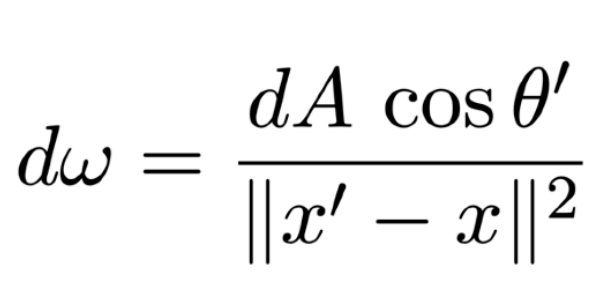 dω = dA cos θ′ / ‖x′ − x‖²